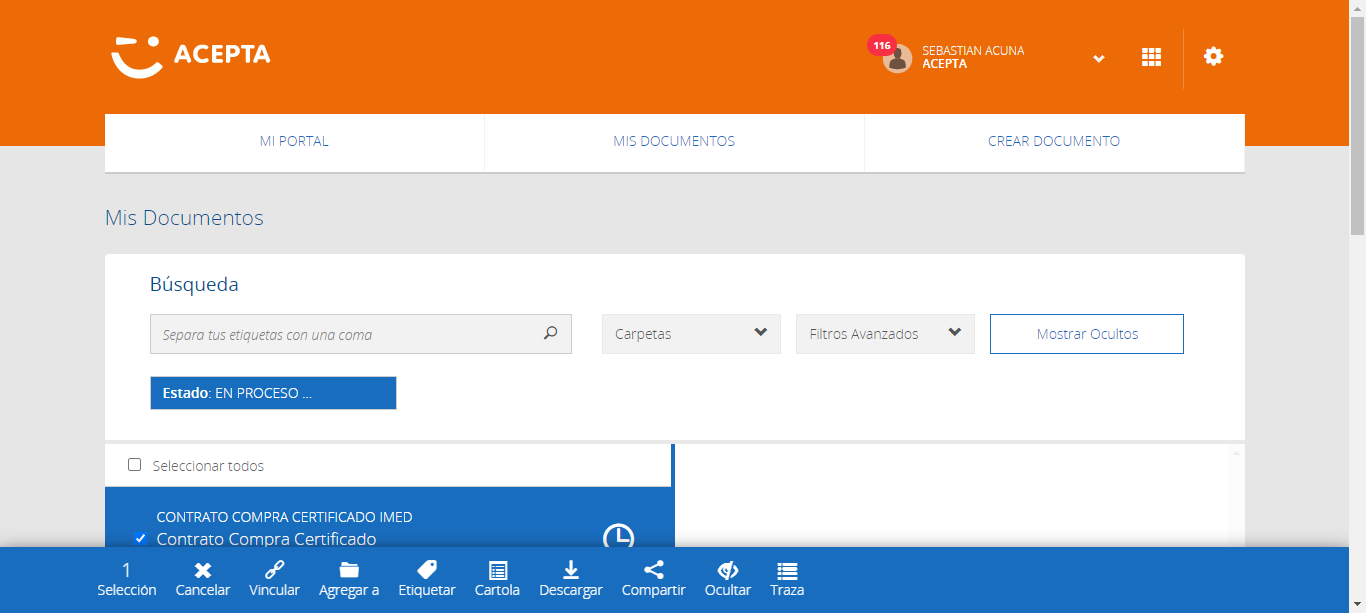 ACEPTA
116
SEBASTIAN ACUNA
ACEPTA
MI PORTAL
MIS DOCUMENTOS
CREAR DOCUMENTO
Mis Documentos
Búsqueda
Separa tus etiquetas con una coma
Carpetas
Filtros Avanzados
Mostrar Ocultos
Estado: EN PROCESO ...
Seleccionar todos
CONTRATO COMPRA CERTIFICADO IMED
Contrato Compra Certificado
1
Selección
Cancelar
Vincular
Agregar a
Etiquetar
Cartola
Descargar
Compartir
Ocultar
Traza